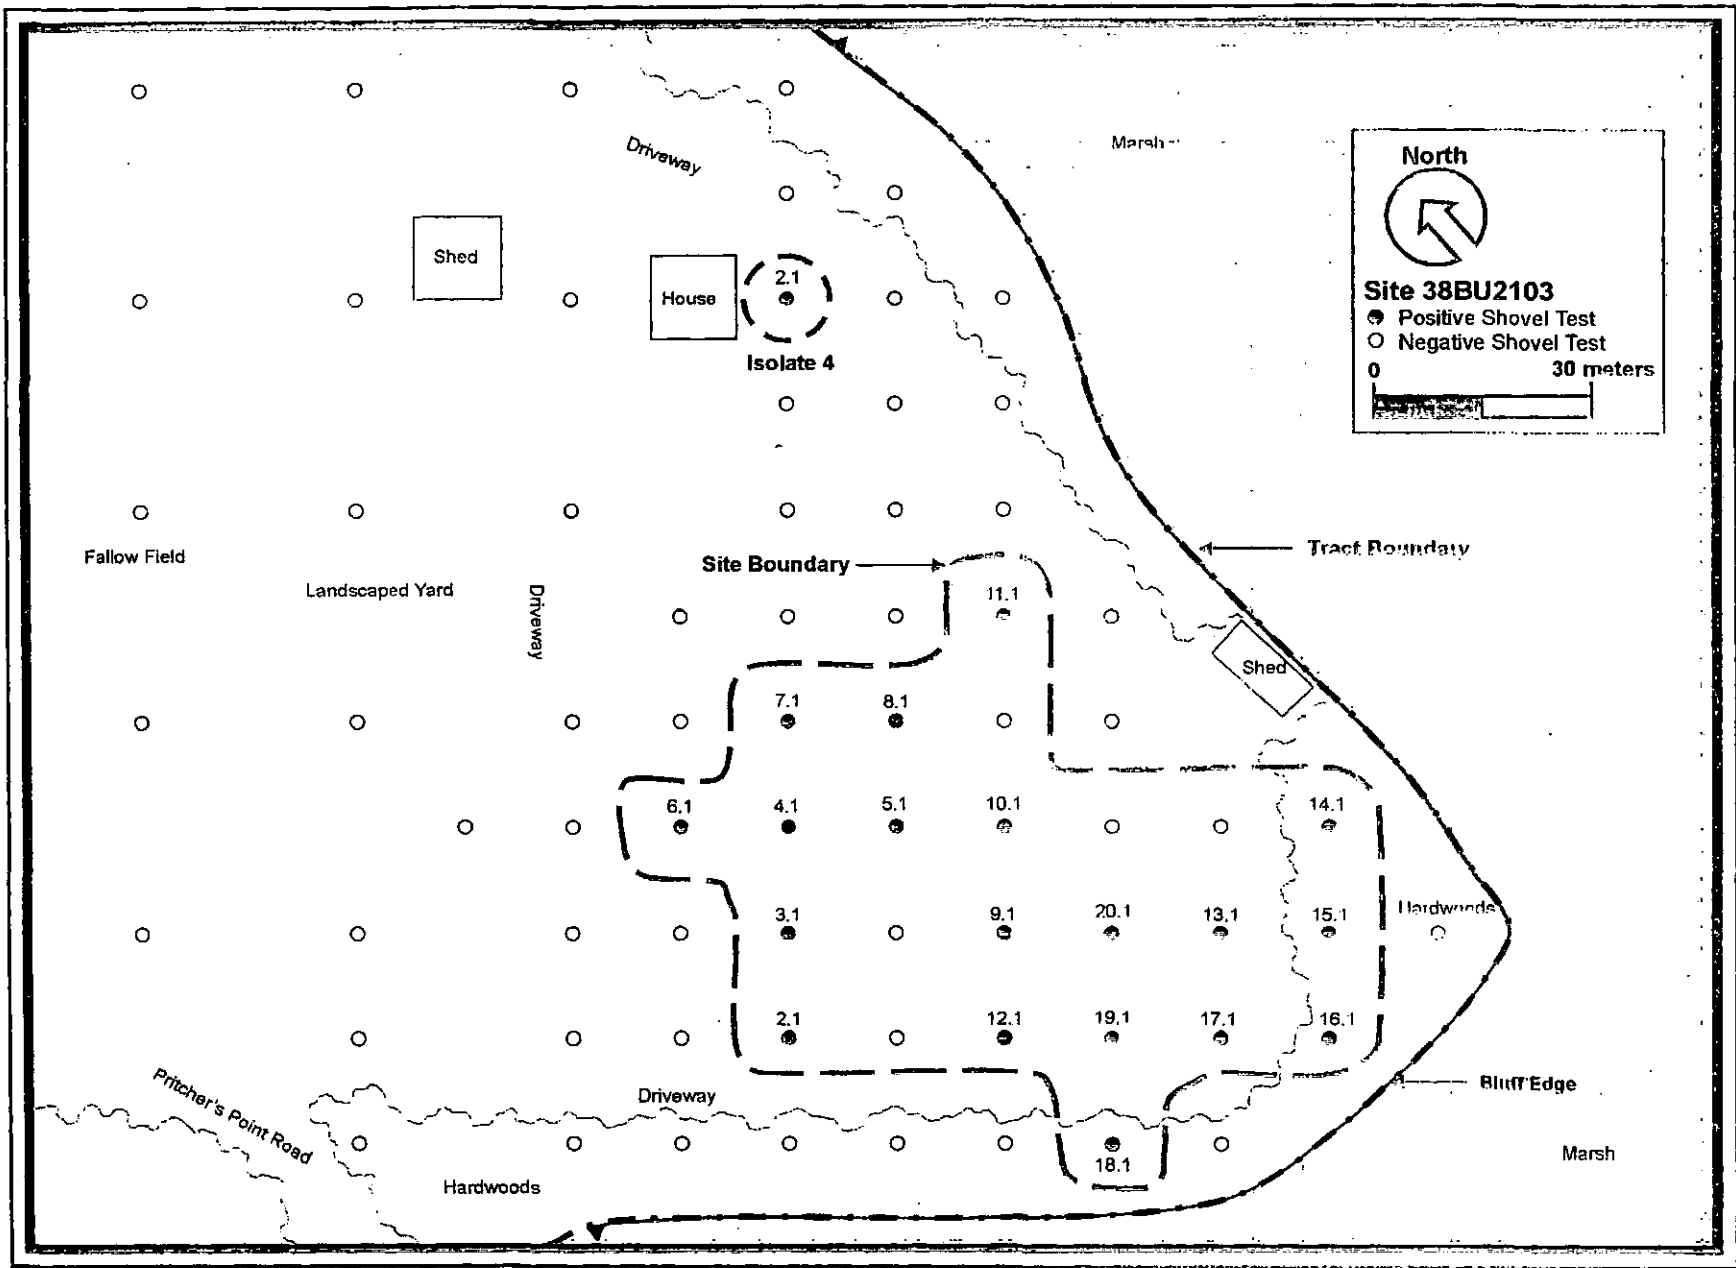 Driveway
Marsh
North
Shed
House
2.1
Isolate 4
Site 38BU2103
Positive Shovel Test
Negative Shovel Test
0 30 meters
Fallow Field
Landscaped Yard
Driveway
Site Boundary
Tract Boundary
11.1
Shed
7.1 8.1
6.1 4.1 5.1 10.1 14.1
3.1 9.1 20.1 13.1 15.1
Hardwoods
2.1 12.1 19.1 17.1 16.1
Pritcher's Point Road
Driveway
Bluff Edge
18.1
Marsh
Hardwoods